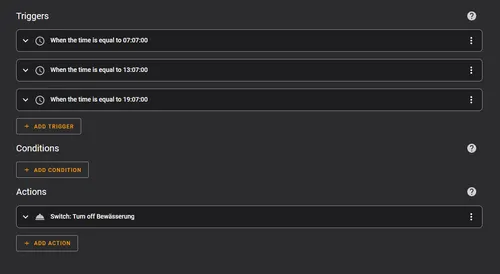 Triggers
When the time is equal to 07:07:00
When the time is equal to 13:07:00
When the time is equal to 19:07:00
+ ADD TRIGGER
Conditions
+ ADD CONDITION
Actions
Switch: Turn off Bewässerung
+ ADD ACTION